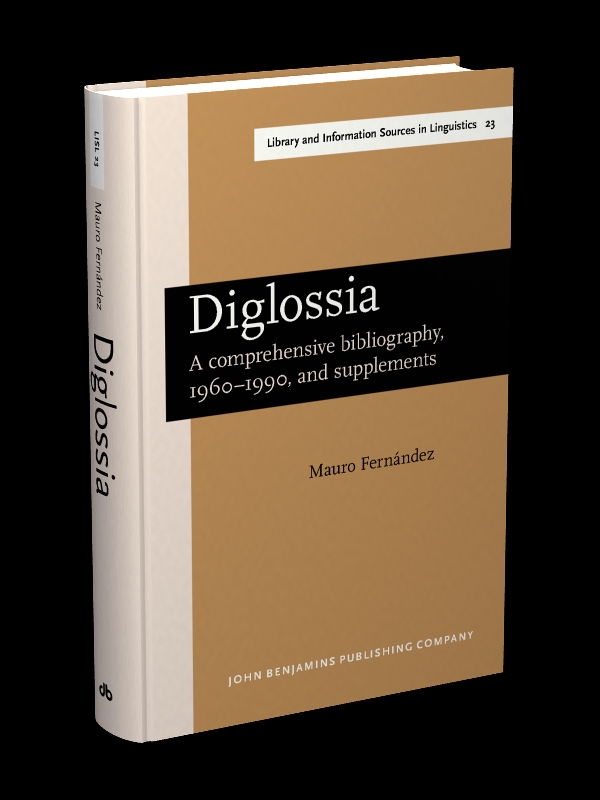 Library and Information Sources in Linguistics 23
Diglossia
A comprehensive bibliography,
1960–1990, and supplements
Mauro Fernández
JOHN BENJAMINS PUBLISHING COMPANY
LISL 23
Mauro Fernández
Diglossia